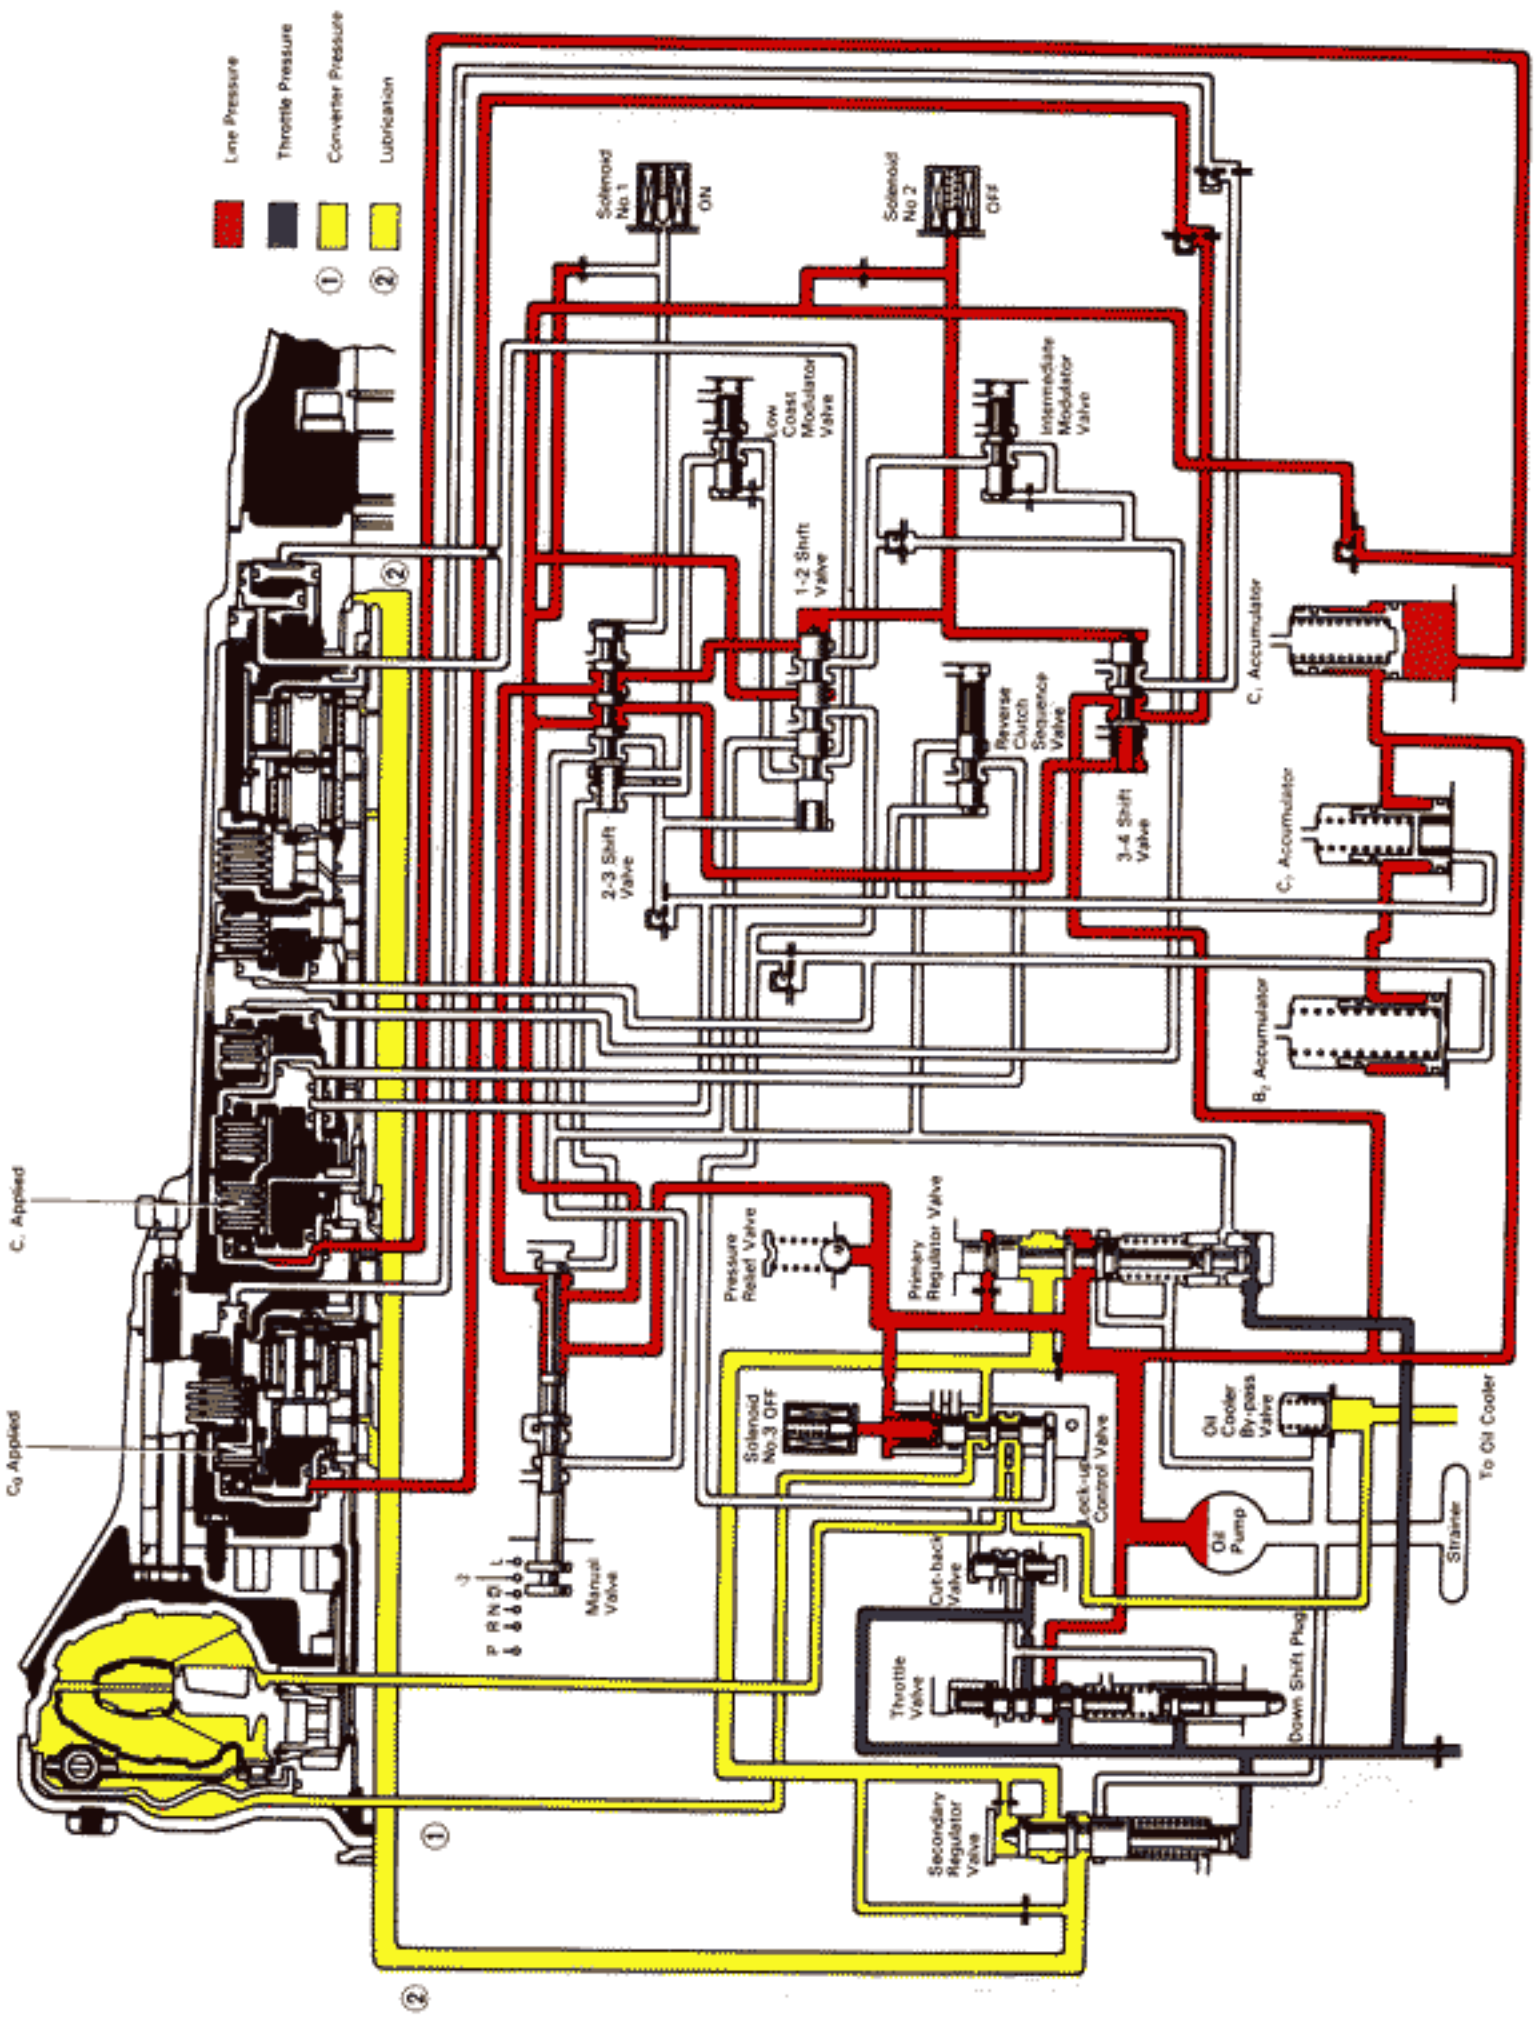 Line Pressure
Throttle Pressure
① Converter Pressure
② Lubrication
C₀ Applied
C₁ Applied
②
①
②
Solenoid
No.1
ON
Solenoid
No 2
OFF
Low
Coast
Modulator
Valve
Intermediate
Modulator
Valve
1-2 Shift
Valve
2-3 Shift
Valve
Reverse
Clutch
Sequence
Valve
3-4 Shift
Valve
C₁ Accumulator
C₂ Accumulator
B₂ Accumulator
P R N D 2 L
Manual
Valve
Pressure
Relief Valve
Primary
Regulator Valve
Solenoid
No.3 OFF
Lock-up
Control Valve
Oil
Cooler
By-pass
Valve
To Oil Cooler
Oil
Pump
Strainer
Cut-back
Valve
Throttle
Valve
Down Shift Plug
Secondary
Regulator
Valve